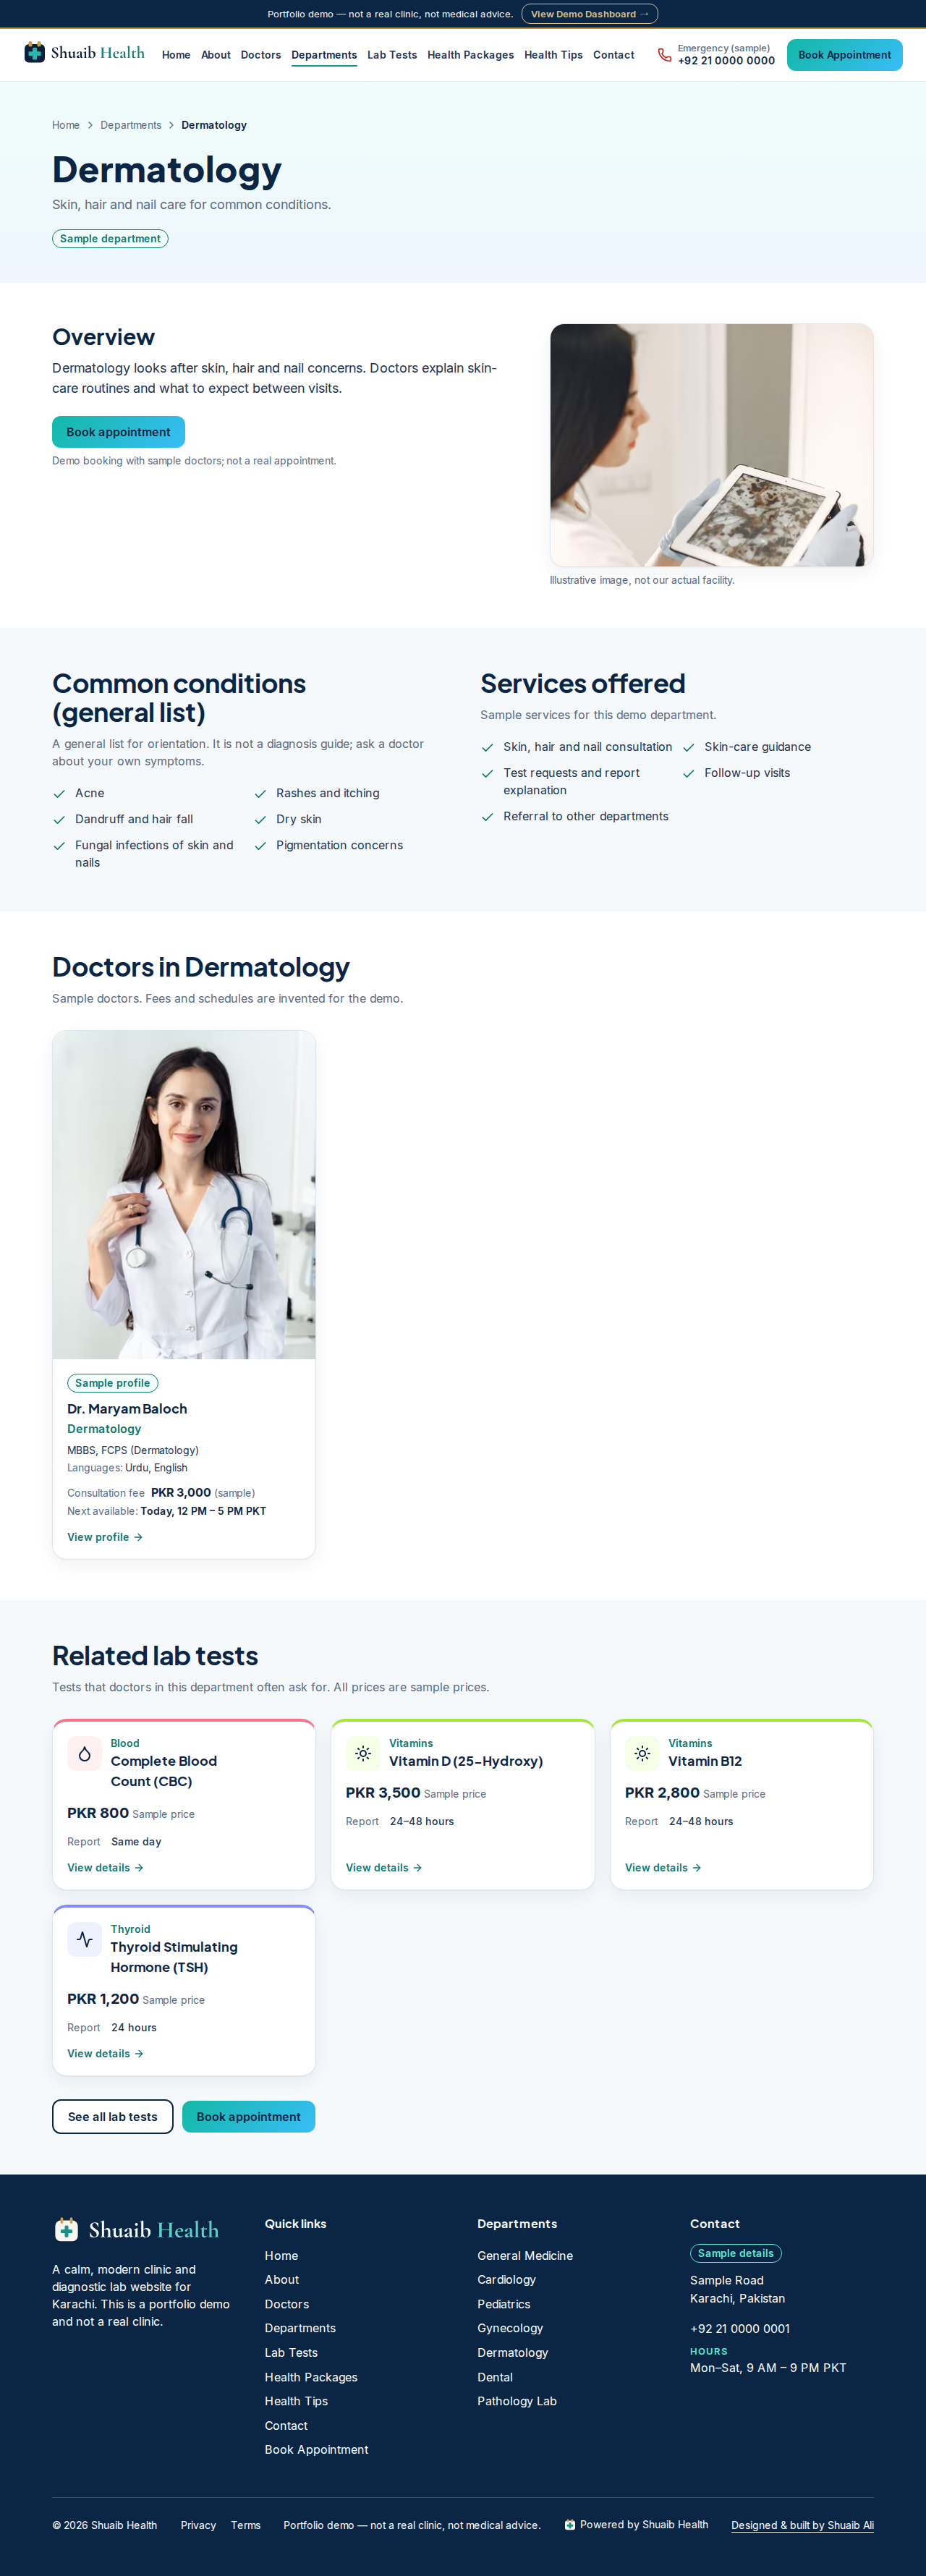 Portfolio demo — not a real clinic, not medical advice. View Demo Dashboard →
Shuaib Health Home About Doctors Departments Lab Tests Health Packages Health Tips Contact
Emergency (sample)
+92 21 0000 0000
Book Appointment
Home > Departments > Dermatology
Dermatology
Skin, hair and nail care for common conditions.
Sample department
Overview
Dermatology looks after skin, hair and nail concerns. Doctors explain skin-
care routines and what to expect between visits.
Book appointment
Demo booking with sample doctors; not a real appointment.
Illustrative image, not our actual facility.
Common conditions
(general list)
A general list for orientation. It is not a diagnosis guide; ask a doctor
about your own symptoms.
Acne
Rashes and itching
Dandruff and hair fall
Dry skin
Fungal infections of skin and
nails
Pigmentation concerns
Services offered
Sample services for this demo department.
Skin, hair and nail consultation
Skin-care guidance
Test requests and report
explanation
Follow-up visits
Referral to other departments
Doctors in Dermatology
Sample doctors. Fees and schedules are invented for the demo.
Sample profile
Dr. Maryam Baloch
Dermatology
MBBS, FCPS (Dermatology)
Languages: Urdu, English
Consultation fee PKR 3,000 (sample)
Next available: Today, 12 PM – 5 PM PKT
View profile →
Related lab tests
Tests that doctors in this department often ask for. All prices are sample prices.
Blood
Complete Blood
Count (CBC)
PKR 800 Sample price
Report Same day
View details →
Vitamins
Vitamin D (25-Hydroxy)
PKR 3,500 Sample price
Report 24–48 hours
View details →
Vitamins
Vitamin B12
PKR 2,800 Sample price
Report 24–48 hours
View details →
Thyroid
Thyroid Stimulating
Hormone (TSH)
PKR 1,200 Sample price
Report 24 hours
View details →
See all lab tests
Book appointment
Shuaib Health
A calm, modern clinic and
diagnostic lab website for
Karachi. This is a portfolio demo
and not a real clinic.
Quick links
Home
About
Doctors
Departments
Lab Tests
Health Packages
Health Tips
Contact
Book Appointment
Departments
General Medicine
Cardiology
Pediatrics
Gynecology
Dermatology
Dental
Pathology Lab
Contact
Sample details
Sample Road
Karachi, Pakistan
+92 21 0000 0001
HOURS
Mon–Sat, 9 AM – 9 PM PKT
© 2026 Shuaib Health Privacy Terms Portfolio demo — not a real clinic, not medical advice. Powered by Shuaib Health Designed & built by Shuaib Ali